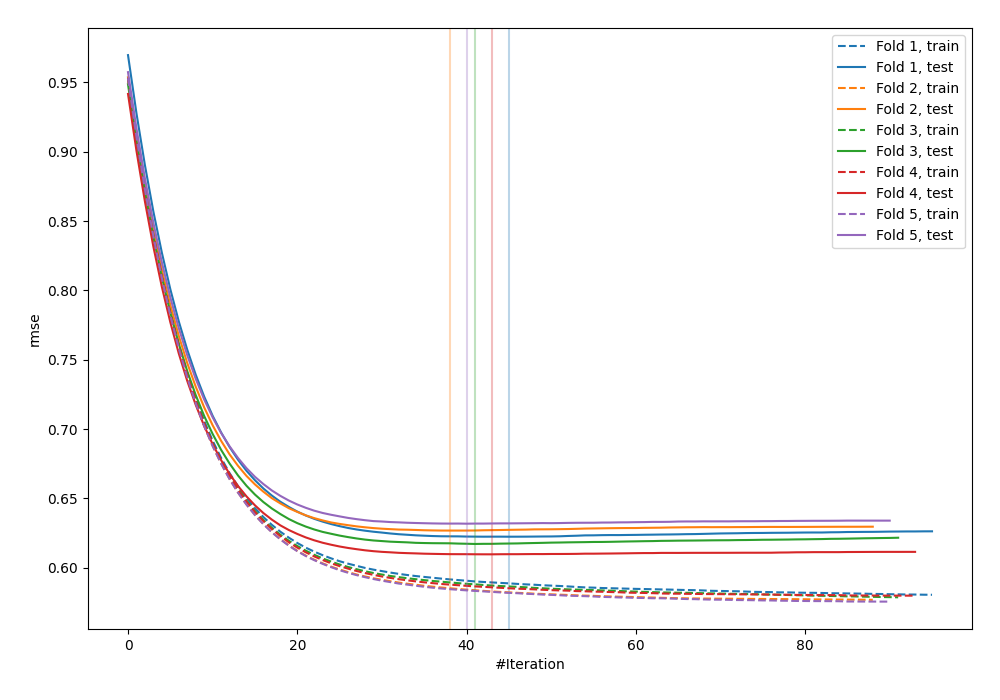 0.95
0.90
0.85
0.80
0.75
0.70
0.65
0.60
rmse
0
20
40
60
80
#Iteration
Fold 1, train
Fold 1, test
Fold 2, train
Fold 2, test
Fold 3, train
Fold 3, test
Fold 4, train
Fold 4, test
Fold 5, train
Fold 5, test